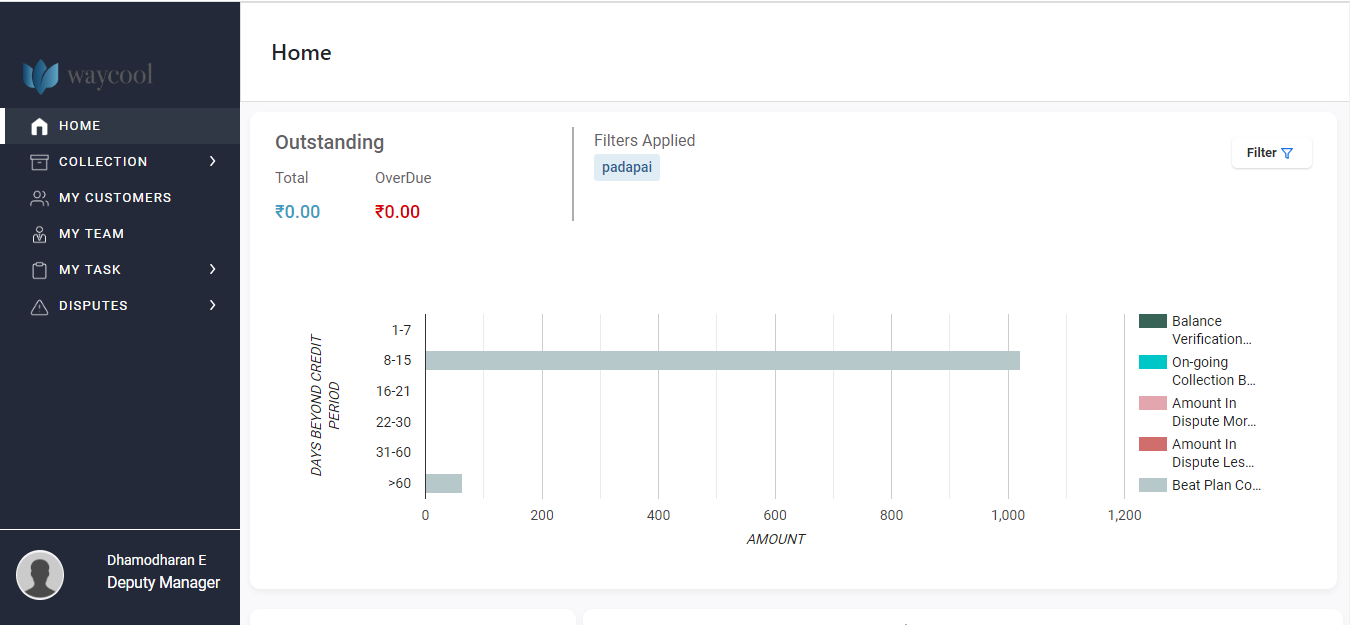 waycool
HOME
COLLECTION
MY CUSTOMERS
MY TEAM
MY TASK
DISPUTES
Dhamodharan E
Deputy Manager
Home
Outstanding
Total
OverDue
₹0.00
₹0.00
Filters Applied
padapai
Filter
DAYS BEYOND CREDIT
PERIOD
1-7
8-15
16-21
22-30
31-60
>60
0
200
400
600
800
1,000
1,200
AMOUNT
Balance
Verification...
On-going
Collection B...
Amount In
Dispute Mor...
Amount In
Dispute Les...
Beat Plan Co...